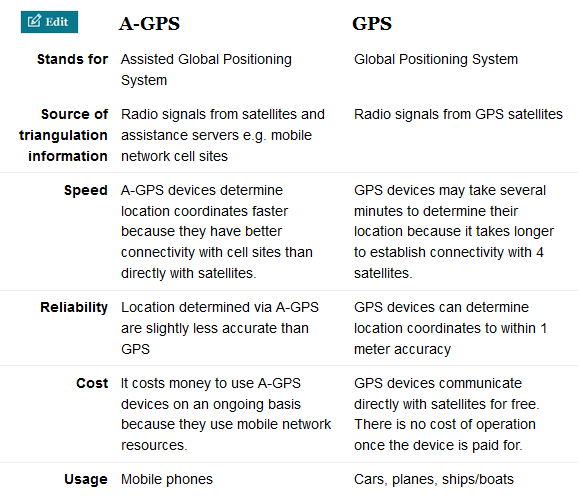 Edit
A-GPS
GPS
Stands for
Assisted Global Positioning
System
Global Positioning System
Source of
triangulation
information
Radio signals from satellites and
assistance servers e.g. mobile
network cell sites
Radio signals from GPS satellites
Speed
A-GPS devices determine
location coordinates faster
because they have better
connectivity with cell sites than
directly with satellites.
GPS devices may take several
minutes to determine their
location because it takes longer
to establish connectivity with 4
satellites.
Reliability
Location determined via A-GPS
are slightly less accurate than
GPS
GPS devices can determine
location coordinates to within 1
meter accuracy
Cost
It costs money to use A-GPS
devices on an ongoing basis
because they use mobile network
resources.
GPS devices communicate
directly with satellites for free.
There is no cost of operation
once the device is paid for.
Usage
Mobile phones
Cars, planes, ships/boats